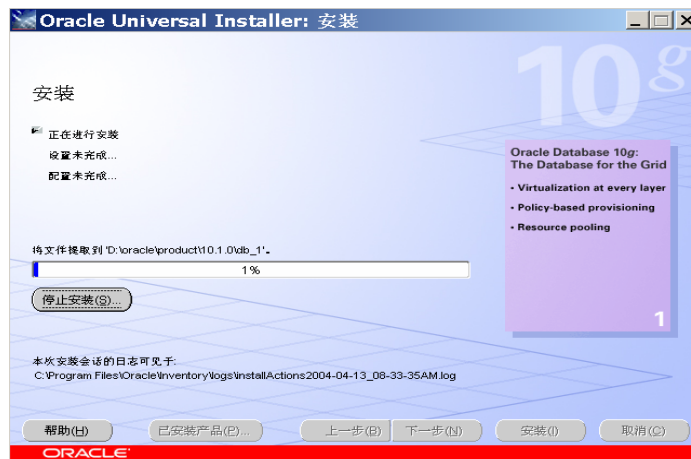 Oracle Universal Installer: 安装
10g
安装
正在进行安装
设置未完成...
配置未完成...
Oracle Database 10g:
The Database for the Grid
• Virtualization at every layer
• Policy-based provisioning
• Resource pooling
将文件提取到 'D:\oracle\product\10.1.0\db_1'。
1%
停止安装(S)...
1
本次安装会话的日志可见于:
C:\Program Files\Oracle\Inventory\logs\installActions2004-04-13_08-33-35AM.log
帮助(H) 已安装产品(P)... 上一步(B) 下一步(N) 安装(I) 取消(C)
ORACLE